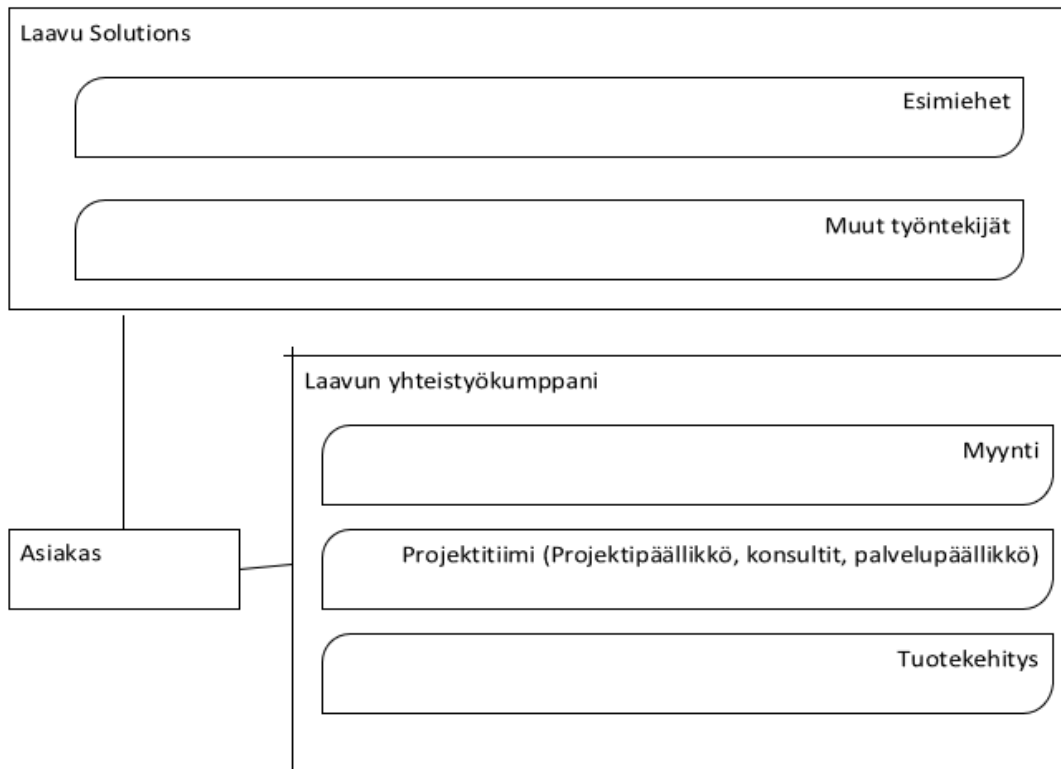 Laavu Solutions
Esimiehet
Muut työntekijät
Laavun yhteistyökumppani
Myynti
Asiakas
Projektitiimi (Projektipäällikkö, konsultit, palvelupäällikkö)
Tuotekehitys